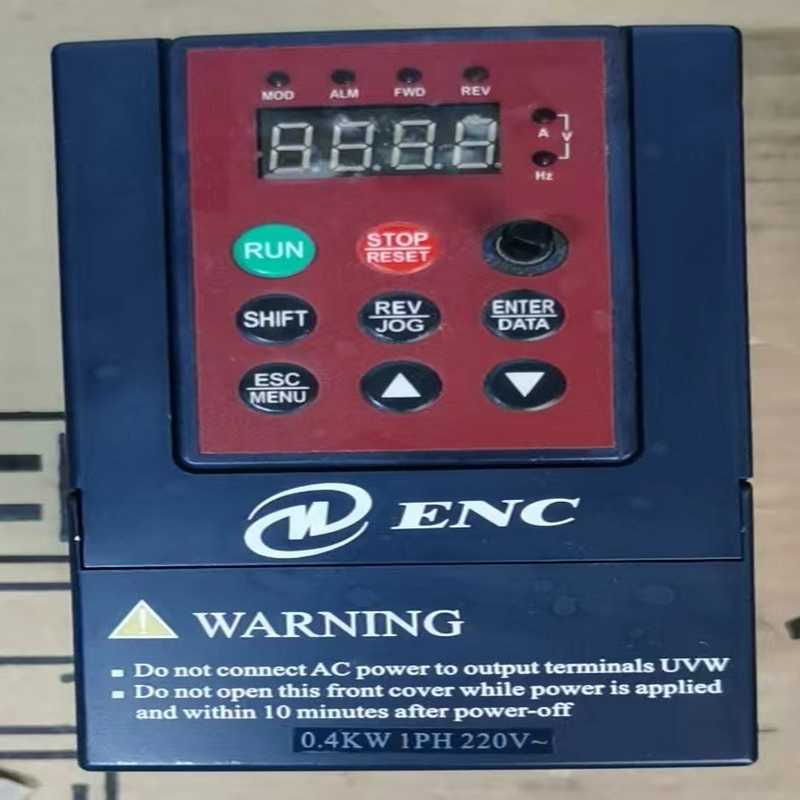 MOD ALM FWD REV
A V
Hz
RUN STOP RESET
SHIFT REV JOG ENTER DATA
ESC MENU
ENC
WARNING
Do not connect AC power to output terminals UVW
Do not open this front cover while power is applied
and within 10 minutes after power-off
0.4KW 1PH 220V~